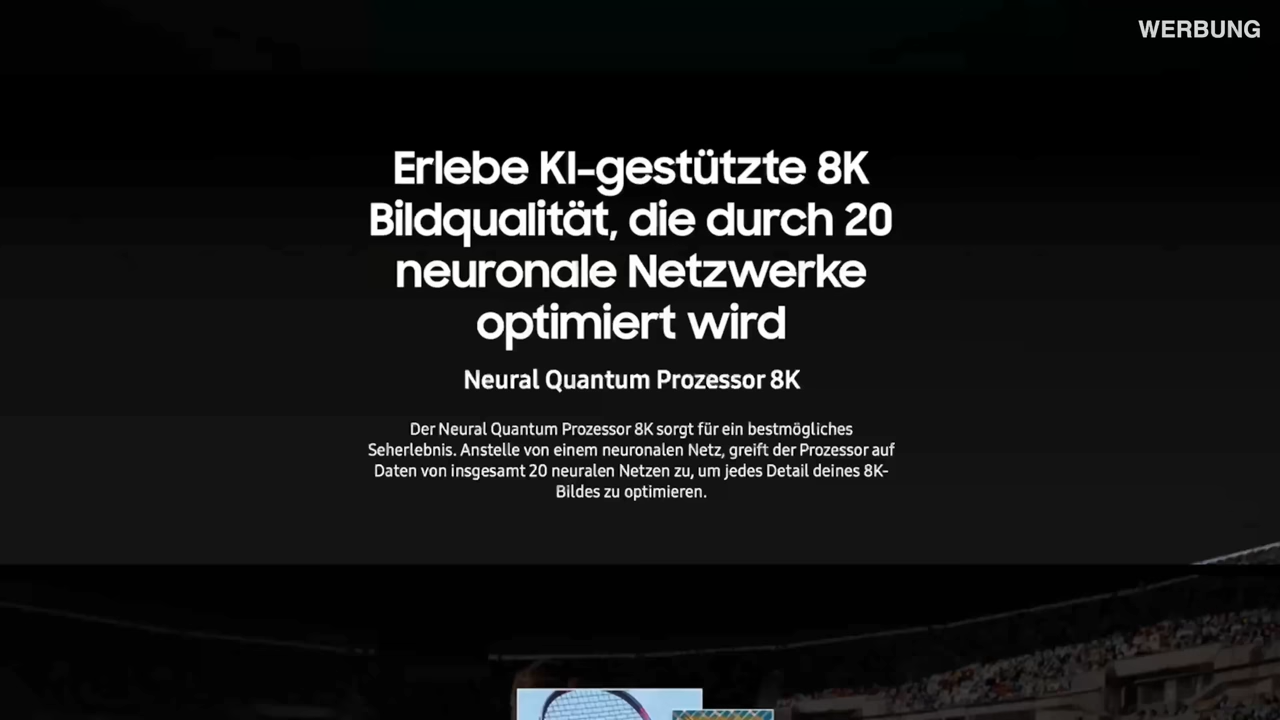 WERBUNG
Erlebe KI-gestützte 8K
Bildqualität, die durch 20
neuronale Netzwerke
optimiert wird
Neural Quantum Prozessor 8K
Der Neural Quantum Prozessor 8K sorgt für ein bestmögliches
Seherlebnis. Anstelle von einem neuronalen Netz, greift der Prozessor auf
Daten von insgesamt 20 neuralen Netzen zu, um jedes Detail deines 8K-
Bildes zu optimieren.